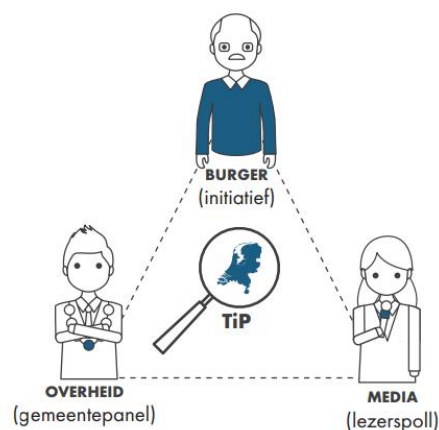 BURGER
(initiatief)
TiP
OVERHEID
(gemeentepanel)
MEDIA
(lezerspoll)